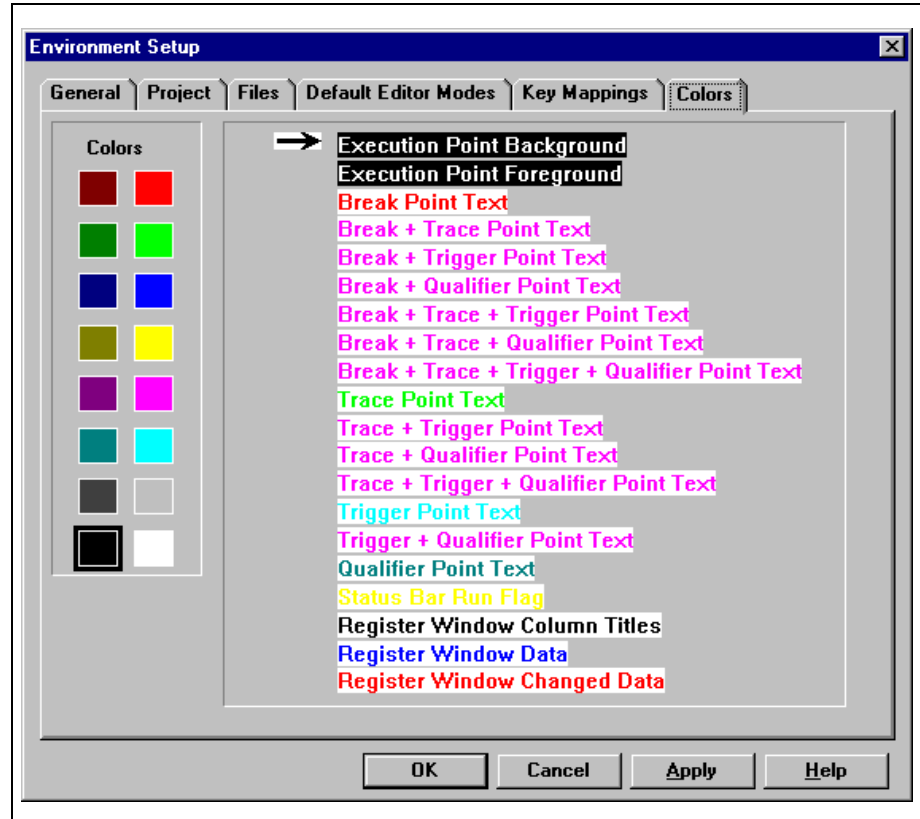 Environment Setup
General Project Files Default Editor Modes Key Mappings Colors
Colors
Execution Point Background
Execution Point Foreground
Break Point Text
Break + Trace Point Text
Break + Trigger Point Text
Break + Qualifier Point Text
Break + Trace + Trigger Point Text
Break + Trace + Qualifier Point Text
Break + Trace + Trigger + Qualifier Point Text
Trace Point Text
Trace + Trigger Point Text
Trace + Qualifier Point Text
Trace + Trigger + Qualifier Point Text
Trigger Point Text
Trigger + Qualifier Point Text
Qualifier Point Text
Status Bar Run Flag
Register Window Column Titles
Register Window Data
Register Window Changed Data
OK Cancel Apply Help